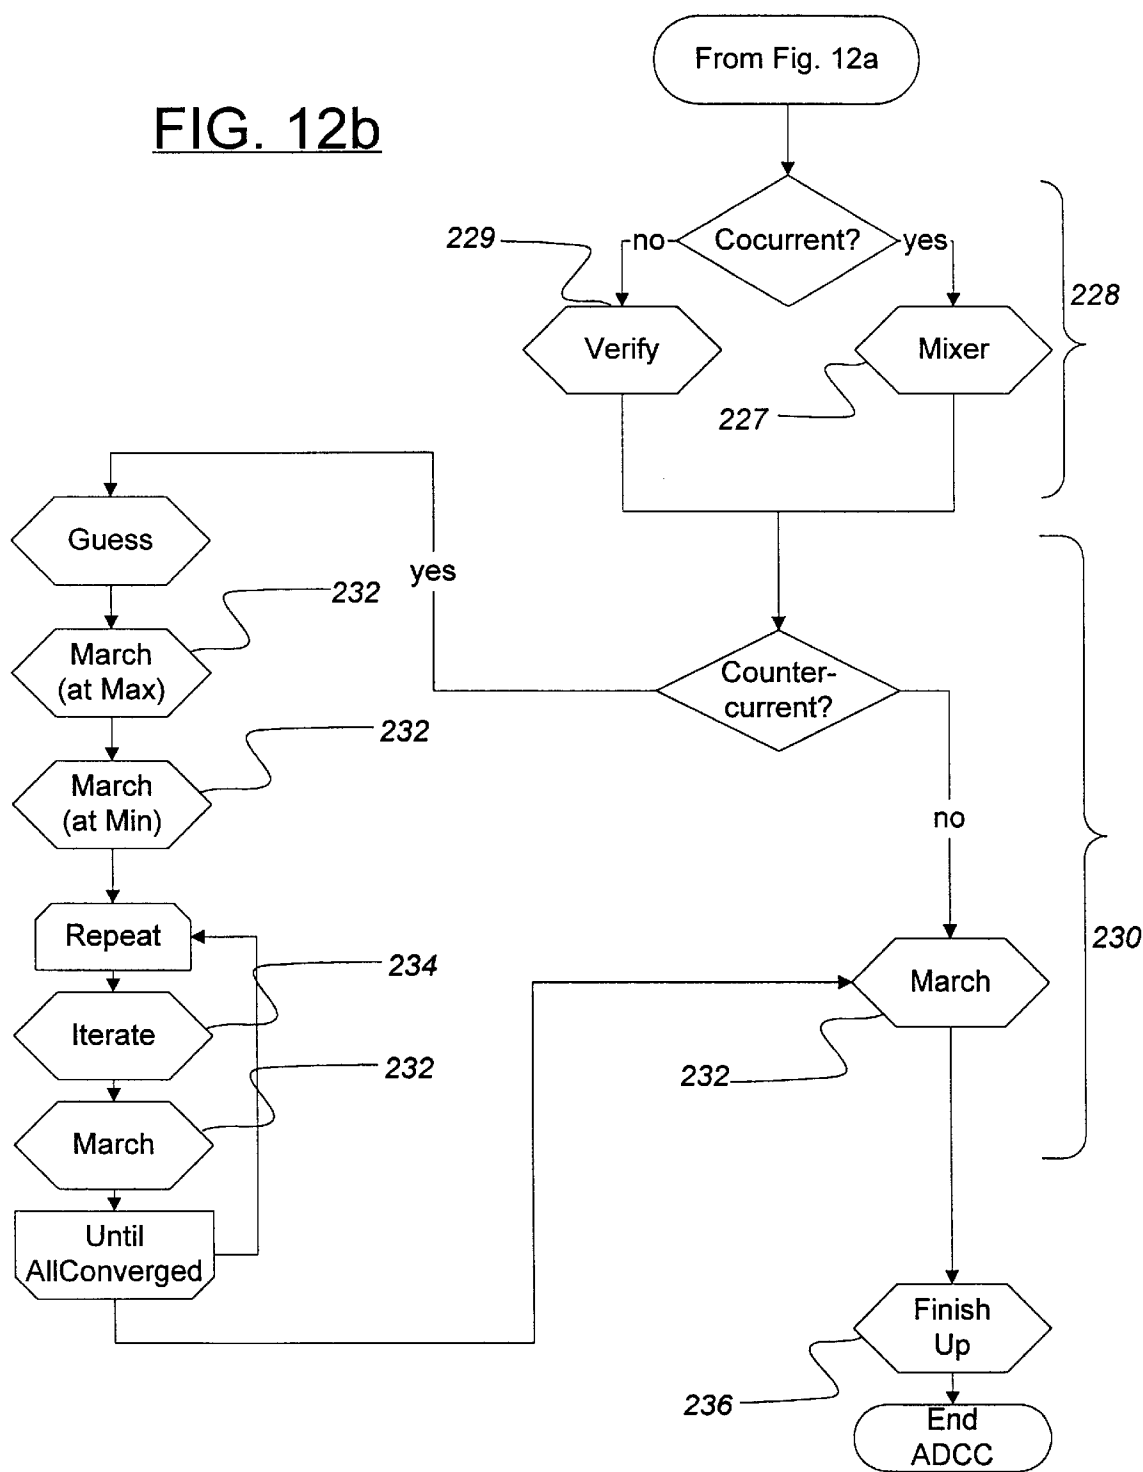 From Fig. 12a
FIG. 12b
229
no
Cocurrent?
yes
228
Verify
Mixer
227
Guess
yes
232
March
(at Max)
Counter-
current?
232
March
(at Min)
no
Repeat
234
230
March
Iterate
232
232
March
Until
AllConverged
Finish
Up
236
End
ADCC